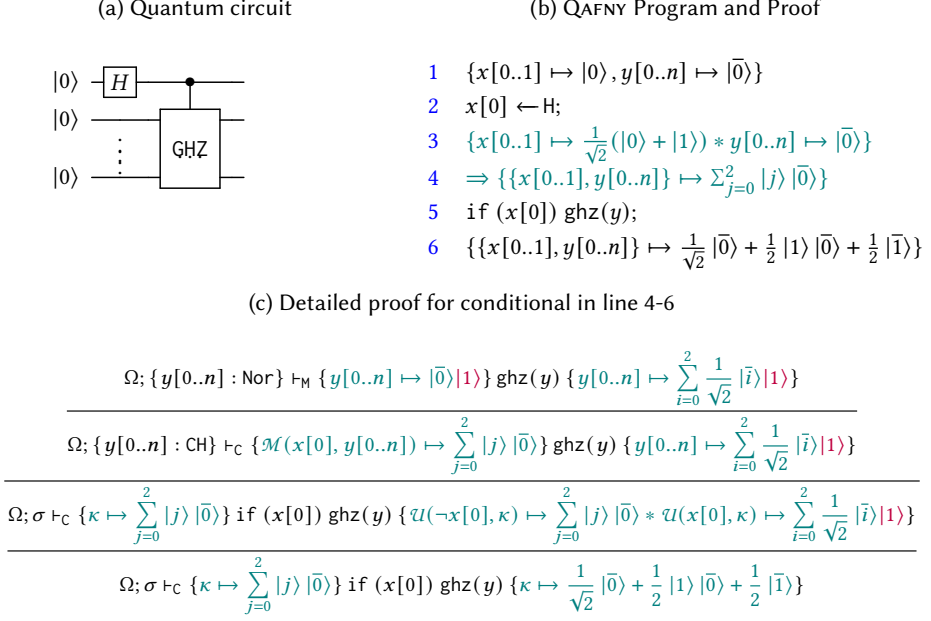 (a) Quantum circuit
(b) QAFNY Program and Proof
|0⟩ H
|0⟩
GHZ
|0⟩
1 {x[0..1] ↦ |0⟩, y[0..n] ↦ |0̅⟩}
2 x[0] ← H;
3 {x[0..1] ↦ 1/√2 (|0⟩ + |1⟩) * y[0..n] ↦ |0̅⟩}
4 ⇒ {{x[0..1], y[0..n]} ↦ Σ²ⱼ₌₀ |j⟩ |0̅⟩}
5 if (x[0]) ghz(y);
6 {{x[0..1], y[0..n]} ↦ 1/√2 |0̅⟩ + 1/2 |1⟩ |0̅⟩ + 1/2 |1̅⟩}
(c) Detailed proof for conditional in line 4-6
Ω; {y[0..n] : Nor} ⊢M {y[0..n] ↦ |0̅⟩|1⟩} ghz(y) {y[0..n] ↦ Σ²ᵢ₌₀ 1/√2 |i̅⟩|1⟩}
Ω; {y[0..n] : CH} ⊢C {ℳ(x[0], y[0..n]) ↦ Σ²ⱼ₌₀ |j⟩ |0̅⟩} ghz(y) {y[0..n] ↦ Σ²ᵢ₌₀ 1/√2 |i̅⟩|1⟩}
Ω; σ ⊢C {κ ↦ Σ²ⱼ₌₀ |j⟩ |0̅⟩} if (x[0]) ghz(y) {𝒰(¬x[0], κ) ↦ Σ²ⱼ₌₀ |j⟩ |0̅⟩ * 𝒰(x[0], κ) ↦ Σ²ᵢ₌₀ 1/√2 |i̅⟩|1⟩}
Ω; σ ⊢C {κ ↦ Σ²ⱼ₌₀ |j⟩ |0̅⟩} if (x[0]) ghz(y) {κ ↦ 1/√2 |0̅⟩ + 1/2 |1⟩ |0̅⟩ + 1/2 |1̅⟩}